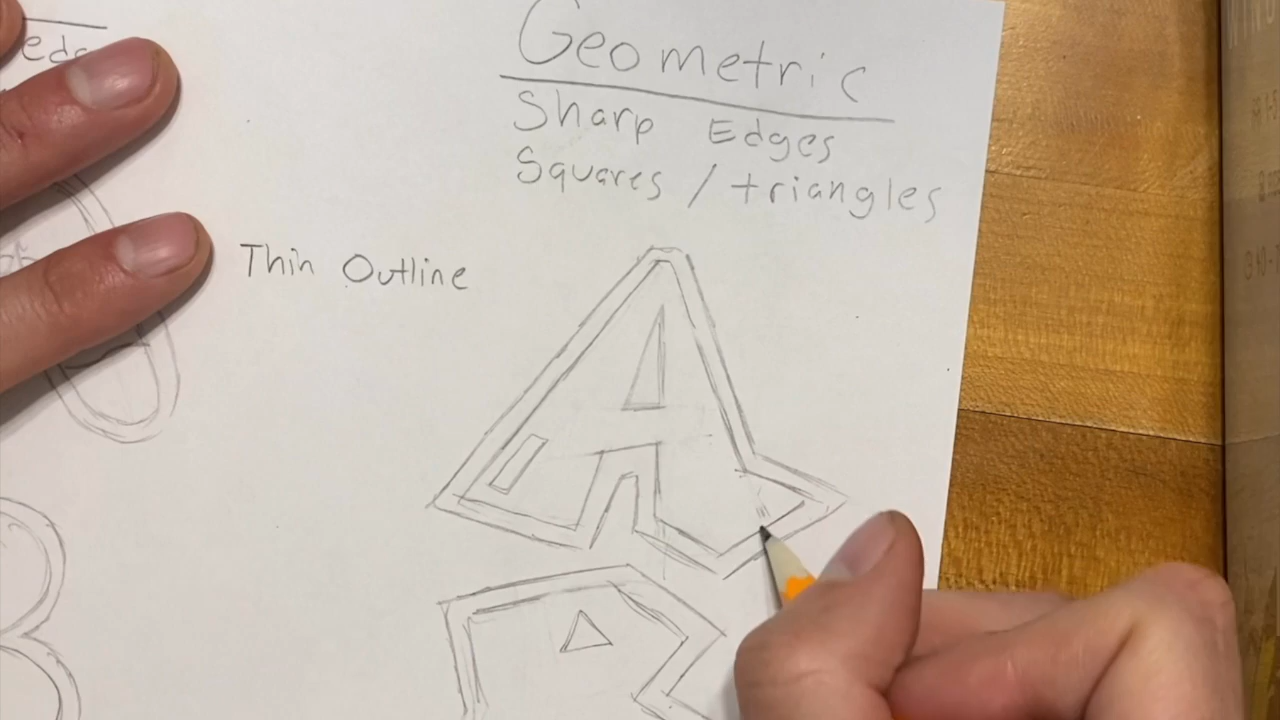 Geometric
Sharp Edges
Squares / triangles
Thin Outline
A